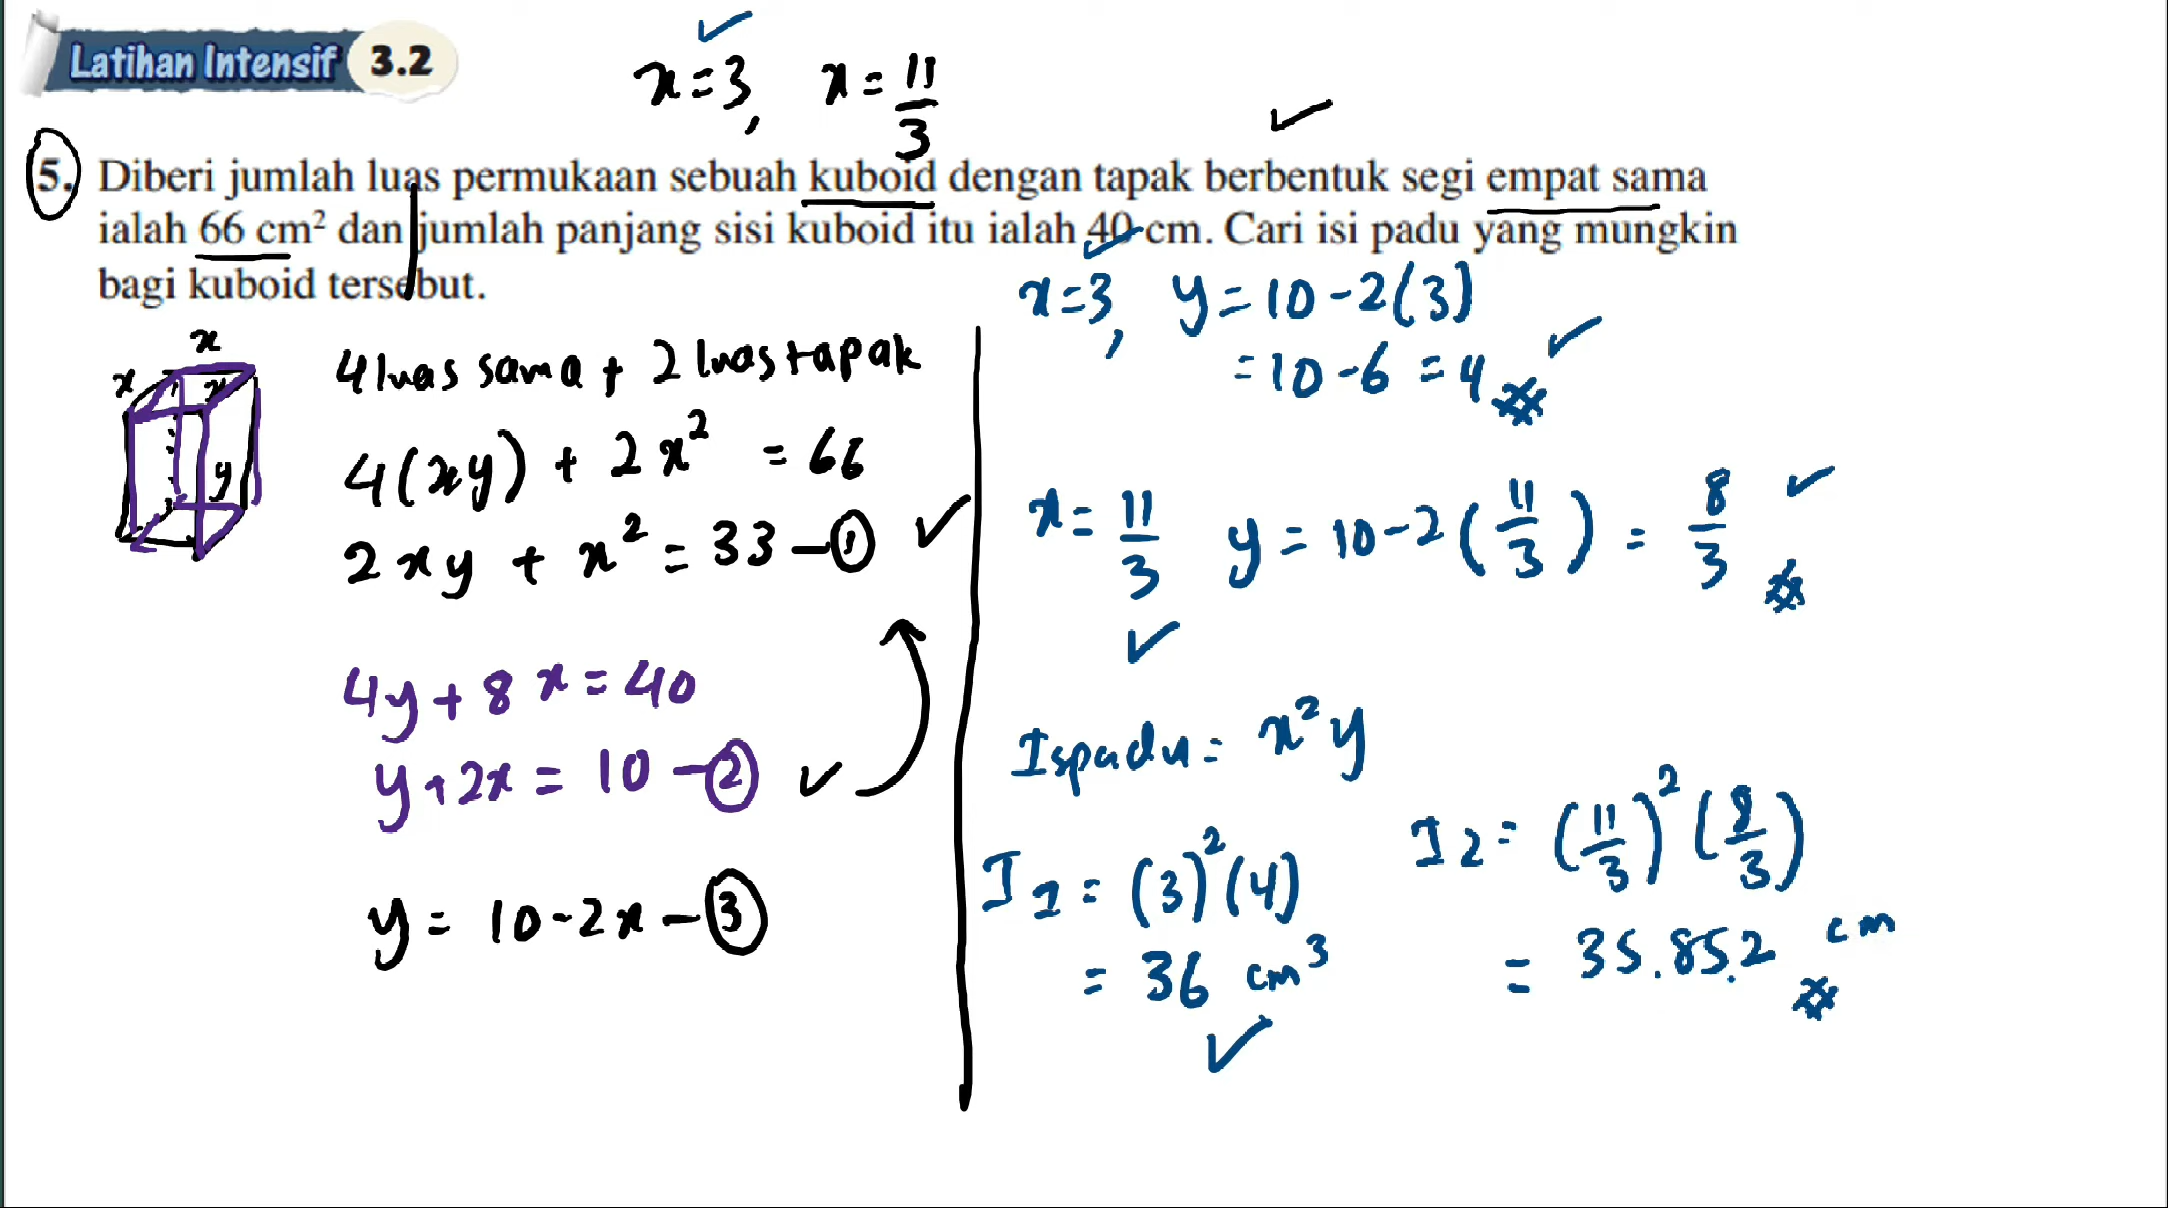 Latihan Intensif 3.2
x = 3, x = 11/3
5. Diberi jumlah luas permukaan sebuah kuboid dengan tapak berbentuk segi empat sama
ialah 66 cm² dan jumlah panjang sisi kuboid itu ialah 40 cm. Cari isi padu yang mungkin
bagi kuboid tersebut.
x
x x
y
4 luas sama + 2 luas tapak
4(xy) + 2x² = 66
2xy + x² = 33 — ①
4y + 8x = 40
y + 2x = 10 — ②
y = 10 - 2x — ③
x = 3, y = 10 - 2(3)
= 10 - 6 = 4
x = 11/3 y = 10 - 2(11/3) = 8/3
Ispadu = x²y
I1 = (3)²(4)
= 36 cm³
I2 = (11/3)²(8/3)
= 35.852 cm